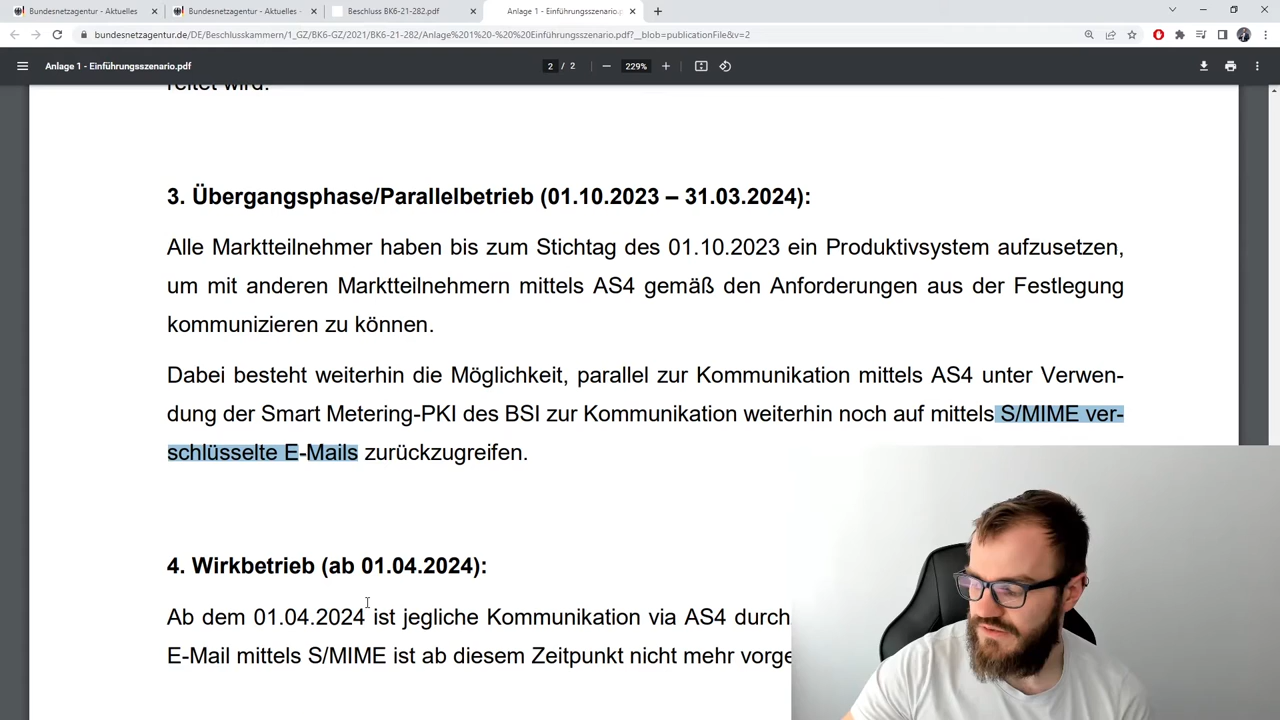 Bundesnetzagentur - Aktuelles
Bundesnetzagentur - Aktuelles -
Beschluss BK6-21-282.pdf
Anlage 1 - Einführungsszenario.p
bundesnetzagentur.de/DE/Beschlusskammern/1_GZ/BK6-GZ/2021/BK6-21-282/Anlage%201%20-%20%20Einführungsszenario.pdf?__blob=publicationFile&v=2
Anlage 1 - Einführungsszenario.pdf
2 / 2
229%
reitet wird.
3. Übergangsphase/Parallelbetrieb (01.10.2023 – 31.03.2024):
Alle Marktteilnehmer haben bis zum Stichtag des 01.10.2023 ein Produktivsystem aufzusetzen,
um mit anderen Marktteilnehmern mittels AS4 gemäß den Anforderungen aus der Festlegung
kommunizieren zu können.
Dabei besteht weiterhin die Möglichkeit, parallel zur Kommunikation mittels AS4 unter Verwen-
dung der Smart Metering-PKI des BSI zur Kommunikation weiterhin noch auf mittels S/MIME ver-
schlüsselte E-Mails zurückzugreifen.
4. Wirkbetrieb (ab 01.04.2024):
Ab dem 01.04.2024 ist jegliche Kommunikation via AS4 durch
E-Mail mittels S/MIME ist ab diesem Zeitpunkt nicht mehr vorge